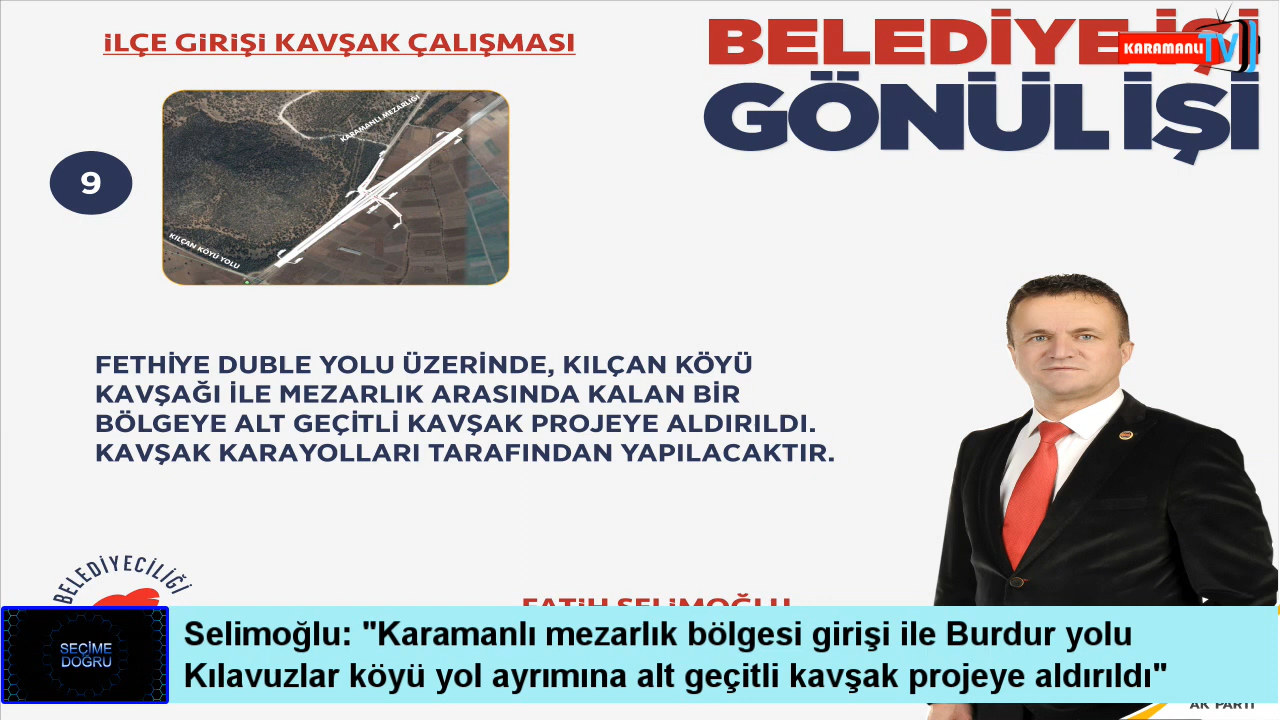 İLÇE GİRİŞİ KAVŞAK ÇALIŞMASI
BELEDİYE İŞİ
GÖNÜL İŞİ
KARAMANLI TV
9
KARAMANLI MEZARLIĞI
KILÇAN KÖYÜ YOLU
FETHİYE DUBLE YOLU ÜZERİNDE, KILÇAN KÖYÜ
KAVŞAĞI İLE MEZARLIK ARASINDA KALAN BİR
BÖLGEYE ALT GEÇİTLİ KAVŞAK PROJEYE ALDIRILDI.
KAVŞAK KARAYOLLARI TARAFINDAN YAPILACAKTIR.
BELEDİYECİLİĞİ
FATİH SELİMOĞLU
SEÇİME
DOĞRU
Selimoğlu: "Karamanlı mezarlık bölgesi girişi ile Burdur yolu
Kılavuzlar köyü yol ayrımına alt geçitli kavşak projeye aldırıldı"
AK PARTİ